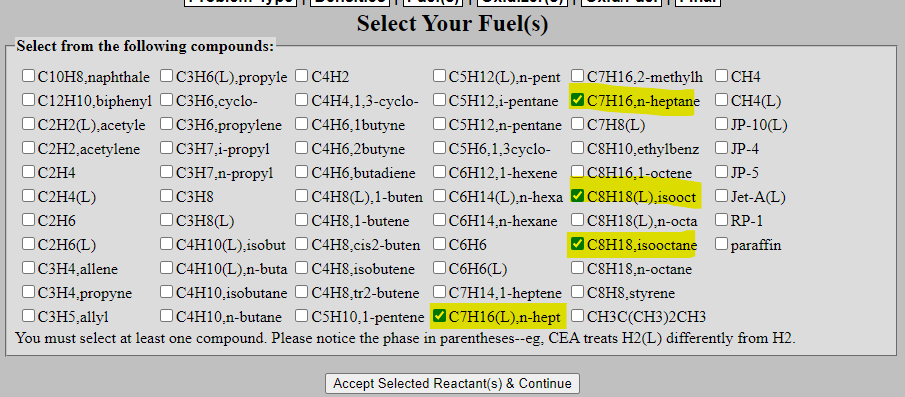 Problem Type | Densities | Fuel(s) | Oxidizer(s) | Oxid/Fuel | Final
Select Your Fuel(s)
Select from the following compounds:
C10H8,naphthale C3H6(L),propyle C4H2 C5H12(L),n-pent C7H16,2-methylh CH4
C12H10,biphenyl C3H6,cyclo- C4H4,1,3-cyclo- C5H12,i-pentane C7H16,n-heptane CH4(L)
C2H2(L),acetyle C3H6,propylene C4H6,1butyne C5H12,n-pentane C7H8(L) JP-10(L)
C2H2,acetylene C3H7,i-propyl C4H6,2butyne C5H6,1,3cyclo- C8H10,ethylbenz JP-4
C2H4 C3H7,n-propyl C4H6,butadiene C6H12,1-hexene C8H16,1-octene JP-5
C2H4(L) C3H8 C4H8(L),1-buten C6H14(L),n-hexa C8H18(L),isooct Jet-A(L)
C2H6 C3H8(L) C4H8,1-butene C6H14,n-hexane C8H18(L),n-octa RP-1
C2H6(L) C4H10(L),isobut C4H8,cis2-buten C6H6 C8H18,isooctane paraffin
C3H4,allene C4H10(L),n-buta C4H8,isobutene C6H6(L) C8H18,n-octane
C3H4,propyne C4H10,isobutane C4H8,tr2-butene C7H14,1-heptene C8H8,styrene
C3H5,allyl C4H10,n-butane C5H10,1-pentene C7H16(L),n-hept CH3C(CH3)2CH3
You must select at least one compound. Please notice the phase in parentheses--eg, CEA treats H2(L) differently from H2.
Accept Selected Reactant(s) & Continue